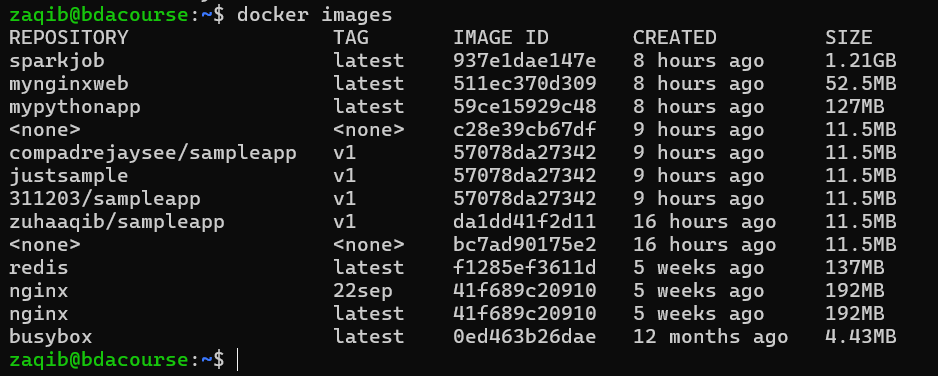 zaqib@bdacourse:~$ docker images
REPOSITORY TAG IMAGE ID CREATED SIZE
sparkjob latest 937e1dae147e 8 hours ago 1.21GB
mynginxweb latest 511ec370d309 8 hours ago 52.5MB
mypythonapp latest 59ce15929c48 8 hours ago 127MB
<none> <none> c28e39cb67df 9 hours ago 11.5MB
compadrejaysee/sampleapp v1 57078da27342 9 hours ago 11.5MB
justsample v1 57078da27342 9 hours ago 11.5MB
311203/sampleapp v1 57078da27342 9 hours ago 11.5MB
zuhaaqib/sampleapp v1 da1dd41f2d11 16 hours ago 11.5MB
<none> <none> bc7ad90175e2 16 hours ago 11.5MB
redis latest f1285ef3611d 5 weeks ago 137MB
nginx 22sep 41f689c20910 5 weeks ago 192MB
nginx latest 41f689c20910 5 weeks ago 192MB
busybox latest 0ed463b26dae 12 months ago 4.43MB
zaqib@bdacourse:~$